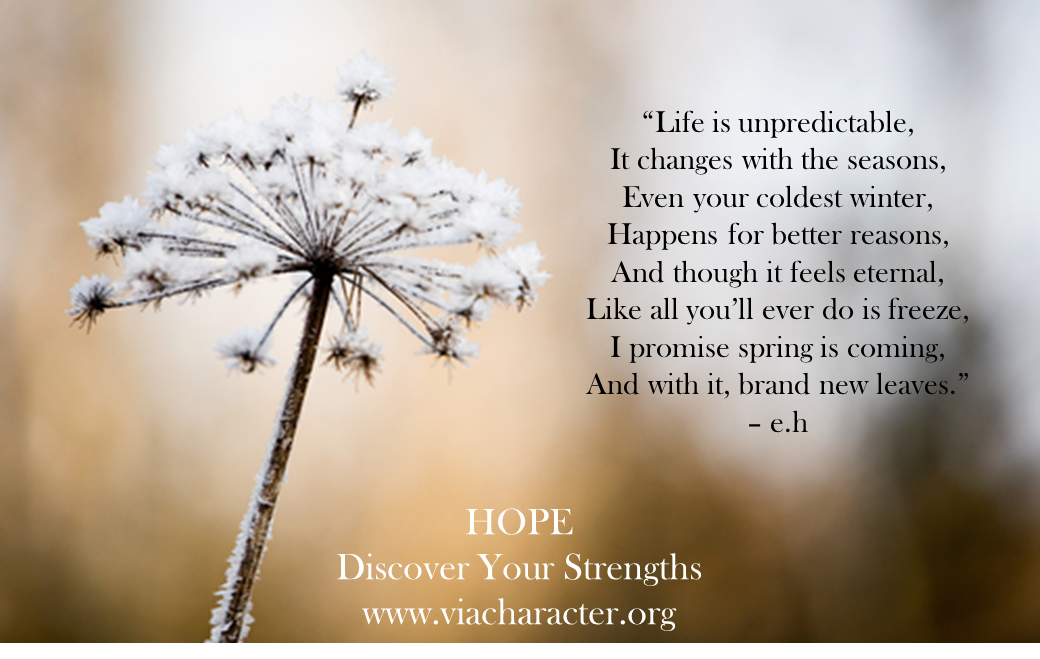 “Life is unpredictable,
It changes with the seasons,
Even your coldest winter,
Happens for better reasons,
And though it feels eternal,
Like all you’ll ever do is freeze,
I promise spring is coming,
And with it, brand new leaves.”
– e.h
HOPE
Discover Your Strengths
www.viacharacter.org